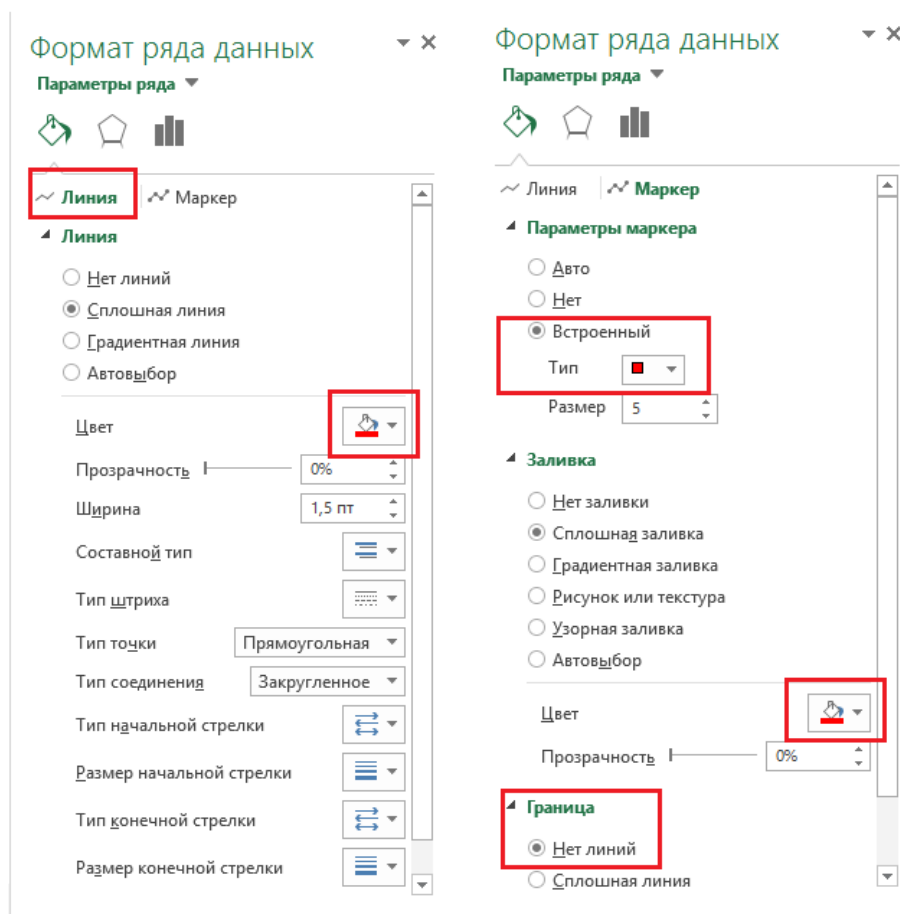 Формат ряда данных
Параметры ряда
Линия Маркер
Линия
Нет линий
Сплошная линия
Градиентная линия
Автовыбор
Цвет
Прозрачность 0%
Ширина 1,5 пт
Составной тип
Тип штриха
Тип точки Прямоугольная
Тип соединения Закругленное
Тип начальной стрелки
Размер начальной стрелки
Тип конечной стрелки
Размер конечной стрелки
Формат ряда данных
Параметры ряда
Линия Маркер
Параметры маркера
Авто
Нет
Встроенный
Тип
Размер 5
Заливка
Нет заливки
Сплошная заливка
Градиентная заливка
Рисунок или текстура
Узорная заливка
Автовыбор
Цвет
Прозрачность 0%
Граница
Нет линий
Сплошная линия